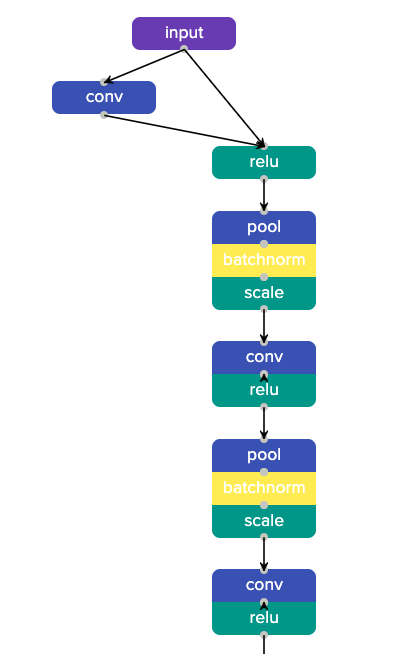 input
conv
relu
pool
batchnorm
scale
conv
relu
pool
batchnorm
scale
conv
relu